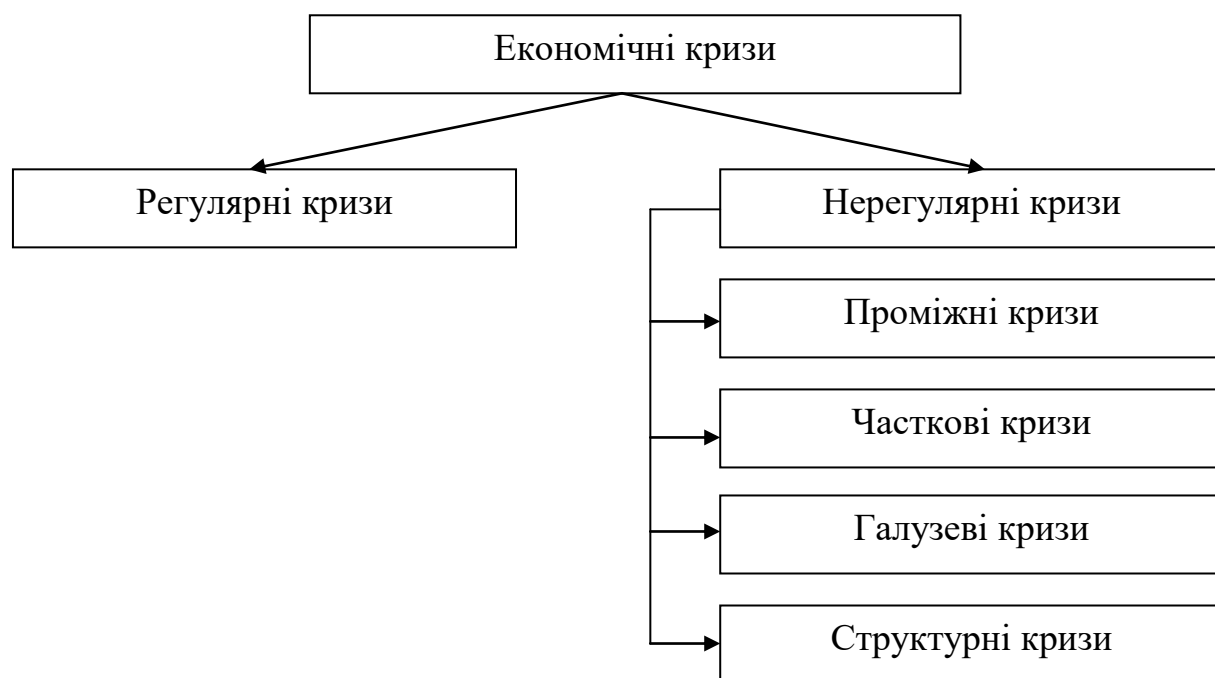 Економічні кризи
Регулярні кризи
Нерегулярні кризи
Проміжні кризи
Часткові кризи
Галузеві кризи
Структурні кризи